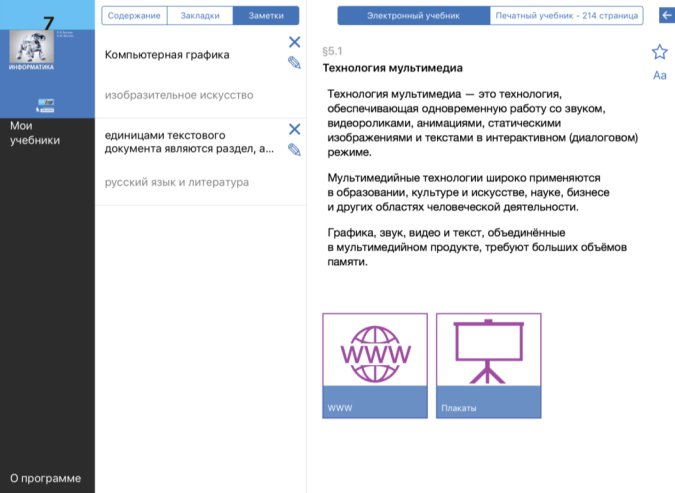 7
ИНФОРМАТИКА
Мои
учебники
О программе
Содержание
Закладки
Заметки
Компьютерная графика
изобразительное искусство
единицами текстового
документа являются раздел, а...
русский язык и литература
Электронный учебник
Печатный учебник - 214 страница
§5.1
Технология мультимедиа
Aa
Технология мультимедиа — это технология,
обеспечивающая одновременную работу со звуком,
видеороликами, анимациями, статическими
изображениями и текстами в интерактивном (диалоговом)
режиме.
Мультимедийные технологии широко применяются
в образовании, культуре и искусстве, науке, бизнесе
и других областях человеческой деятельности.
Графика, звук, видео и текст, объединённые
в мультимедийном продукте, требуют больших объёмов
памяти.
WWW
WWW
Плакаты